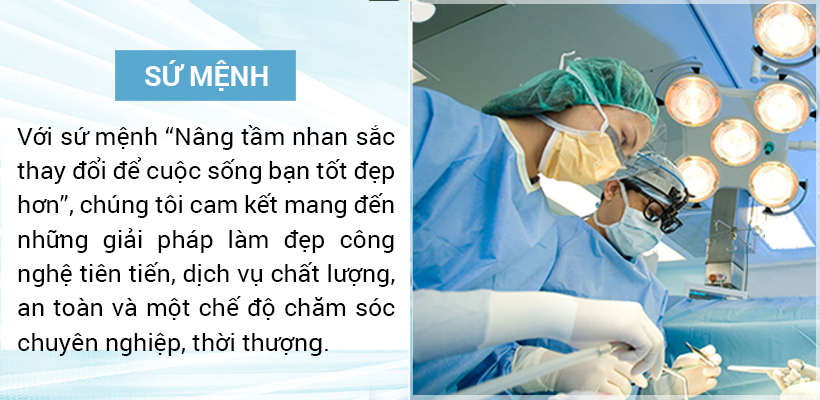 SỨ MỆNH
Với sứ mệnh “Nâng tầm nhan sắc
thay đổi để cuộc sống bạn tốt đẹp
hơn”, chúng tôi cam kết mang đến
những giải pháp làm đẹp công
nghệ tiên tiến, dịch vụ chất lượng,
an toàn và một chế độ chăm sóc
chuyên nghiệp, thời thượng.